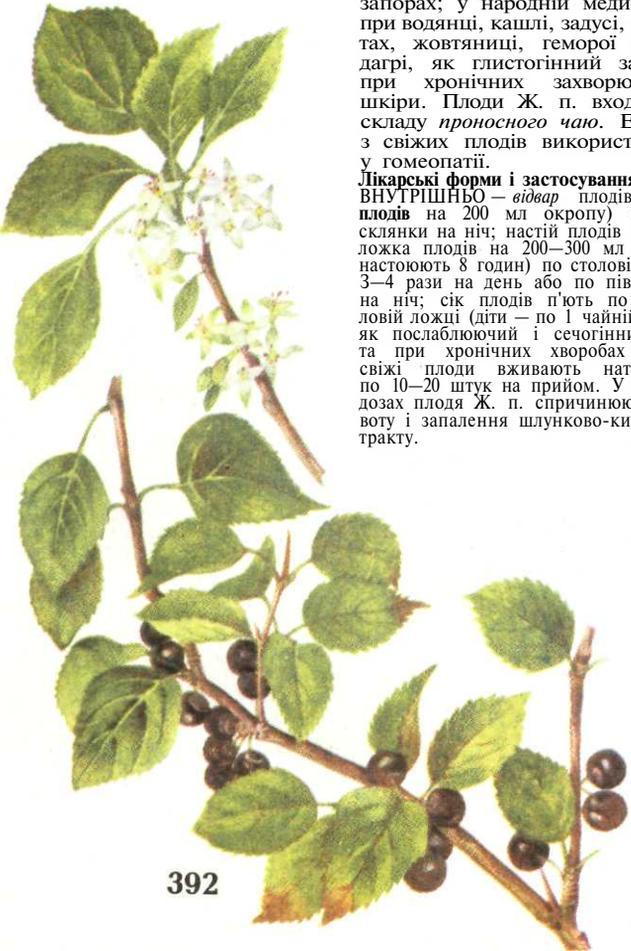 запорах; у народній меди
при водянці, кашлі, задусі,
тах, жовтяниці, геморої
дагрі, як глистогінний за
при хронічних захворю
шкіри. Плоди Ж. п. вход
складу проносного чаю. Е
з свіжих плодів використ
у гомеопатії.
Лікарські форми і застосування
ВНУТРІШНЬО — відвар плодів
плодів на 200 мл окропу)
склянки на ніч; настій плодів
ложка плодів на 200—300 мл
настоюють 8 годин) по столові
3—4 рази на день або по пів
на ніч; сік плодів п'ють по
ловій ложці (діти — по 1 чайній
як послаблюючий і сечогінни
та при хронічних хворобах
свіжі плоди вживають нат
по 10—20 штук на прийом. У
дозах плодя Ж. п. спричиню
воту і запалення шлунково-ки
тракту.
392